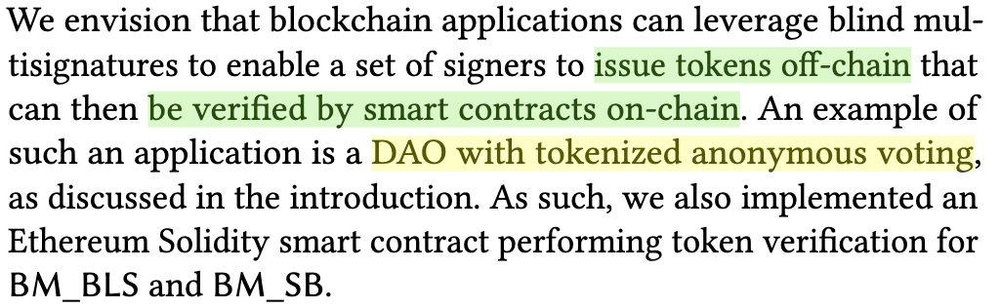 We envision that blockchain applications can leverage blind mul-
tisignatures to enable a set of signers to issue tokens off-chain that
can then be verified by smart contracts on-chain. An example of
such an application is a DAO with tokenized anonymous voting,
as discussed in the introduction. As such, we also implemented an
Ethereum Solidity smart contract performing token verification for
BM_BLS and BM_SB.